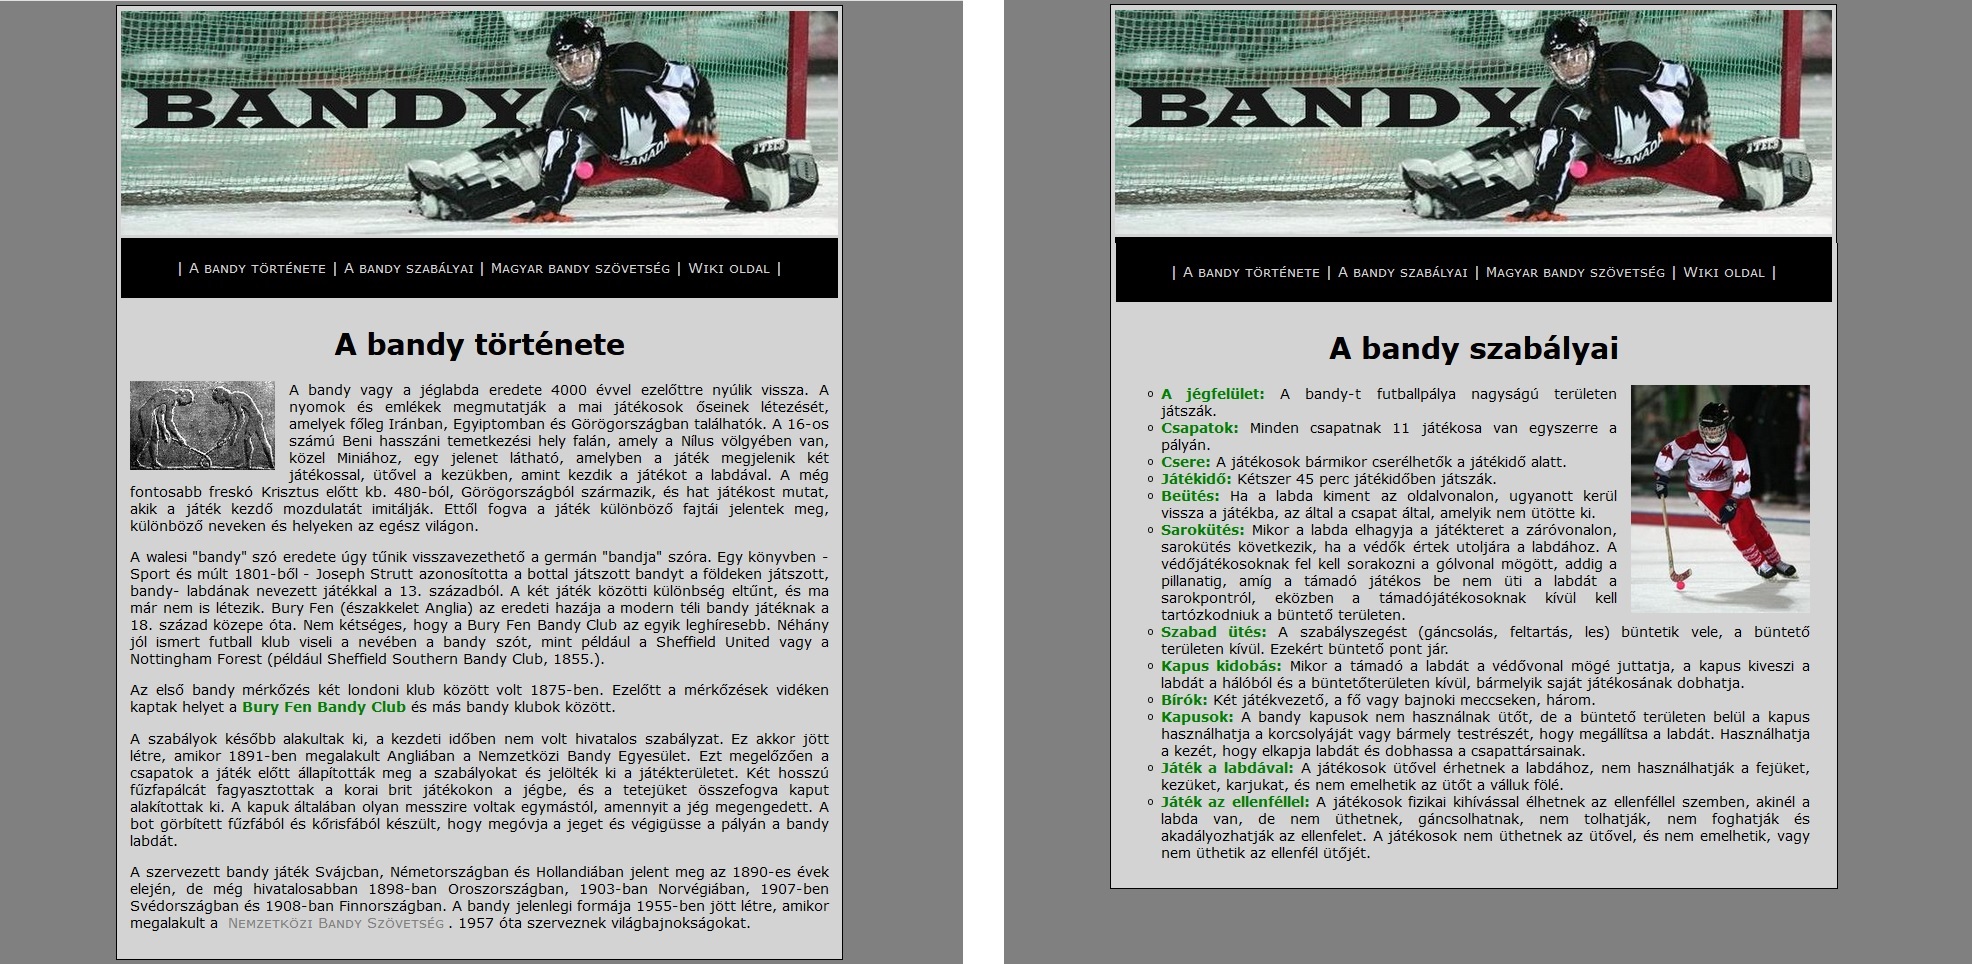 BANDY
| A bandy története | A bandy szabályai | Magyar bandy szövetség | Wiki oldal |
A bandy története
A bandy vagy a jéglabda eredete 4000 évvel ezelőttre nyúlik vissza. A
nyomok és emlékek megmutatják a mai játékosok őseinek létezését,
amelyek főleg Iránban, Egyiptomban és Görögországban találhatók. A 16-os
számú Beni hasszáni temetkezési hely falán, amely a Nílus völgyében van,
közel Miniához, egy jelenet látható, amelyben a játék megjelenik két
játékossal, ütővel a kezükben, amint kezdik a játékot a labdával. A még
fontosabb freskó Krisztus előtt kb. 480-ból, Görögországból származik, és hat játékost mutat,
akik a játék kezdő mozdulatát imitálják. Ettől fogva a játék különböző fajtái jelentek meg,
különböző neveken és helyeken az egész világon.
A walesi "bandy" szó eredete úgy tűnik visszavezethető a germán "bandja" szóra. Egy könyvben -
Sport és múlt 1801-ből - Joseph Strutt azonosította a bottal játszott bandyt a földeken játszott,
bandy- labdának nevezett játékkal a 13. századból. A két játék közötti különbség eltűnt, és ma
már nem is létezik. Bury Fen (északkelet Anglia) az eredeti hazája a modern téli bandy játéknak a
18. század közepe óta. Nem kétséges, hogy a Bury Fen Bandy Club az egyik leghíresebb. Néhány
jól ismert futball klub viseli a nevében a bandy szót, mint például a Sheffield United vagy a
Nottingham Forest (például Sheffield Southern Bandy Club, 1855.).
Az első bandy mérkőzés két londoni klub között volt 1875-ben. Ezelőtt a mérkőzések vidéken
kaptak helyet a Bury Fen Bandy Club és más bandy klubok között.
A szabályok később alakultak ki, a kezdeti időben nem volt hivatalos szabályzat. Ez akkor jött
létre, amikor 1891-ben megalakult Angliában a Nemzetközi Bandy Egyesület. Ezt megelőzően a
csapatok a játék előtt állapították meg a szabályokat és jelölték ki a játékterületet. Két hosszú
fűzfapálcát fagyasztottak a korai brit játékokon a jégbe, és a tetejüket összefogva kaput
alakítottak ki. A kapuk általában olyan messzire voltak egymástól, amennyit a jég megengedett. A
bot görbített fűzfából és kőrisfából készült, hogy megóvja a jeget és végigüsse a pályán a bandy
labdát.
A szervezett bandy játék Svájcban, Németországban és Hollandiában jelent meg az 1890-es évek
elején, de még hivatalosabban 1898-ban Oroszországban, 1903-ban Norvégiában, 1907-ben
Svédországban és 1908-ban Finnországban. A bandy jelenlegi formája 1955-ben jött létre, amikor
megalakult a Nemzetközi Bandy Szövetség . 1957 óta szerveznek világbajnokságokat.
BANDY
| A bandy története | A bandy szabályai | Magyar bandy szövetség | Wiki oldal |
A bandy szabályai
o A jégfelület: A bandy-t futballpálya nagyságú területen
játszák.
o Csapatok: Minden csapatnak 11 játékosa van egyszerre a
pályán.
o Csere: A játékosok bármikor cserélhetők a játékidő alatt.
o Játékidő: Kétszer 45 perc játékidőben játszák.
o Beütés: Ha a labda kiment az oldalvonalon, ugyanott kerül
vissza a játékba, az által a csapat által, amelyik nem ütötte ki.
o Sarokütés: Mikor a labda elhagyja a játékteret a záróvonalon,
sarokütés következik, ha a védők értek utoljára a labdához. A
védőjátékosoknak fel kell sorakozni a gólvonal mögött, addig a
pillanatig, amíg a támadó játékos be nem üti a labdát a
sarokpontról, eközben a támadójátékosoknak kívül kell
tartózkodniuk a büntető területen.
o Szabad ütés: A szabályszegést (gáncsolás, feltartás, les) büntetik vele, a büntető
területen kívül. Ezekért büntető pont jár.
o Kapus kidobás: Mikor a támadó a labdát a védővonal mögé juttatja, a kapus kiveszi a
labdát a hálóból és a büntetőterületen kívül, bármelyik saját játékosának dobhatja.
o Bírók: Két játékvezető, a fő vagy bajnoki meccseken, három.
o Kapusok: A bandy kapusok nem használnak ütőt, de a büntető területen belül a kapus
használhatja a korcsolyáját vagy bármely testrészét, hogy megállítsa a labdát. Használhatja
a kezét, hogy elkapja labdát és dobhassa a csapattársainak.
o Játék a labdával: A játékosok ütővel érhetnek a labdához, nem használhatják a fejüket,
kezüket, karjukat, és nem emelhetik az ütőt a válluk fölé.
o Játék az ellenféllel: A játékosok fizikai kihívással élhetnek az ellenféllel szemben, akinél a
labda van, de nem üthetnek, gáncsolhatnak, nem tolhatják, nem foghatják és
akadályozhatják az ellenfelet. A játékosok nem üthetnek az ütővel, és nem emelhetik, vagy
nem üthetik az ellenfél ütőjét.